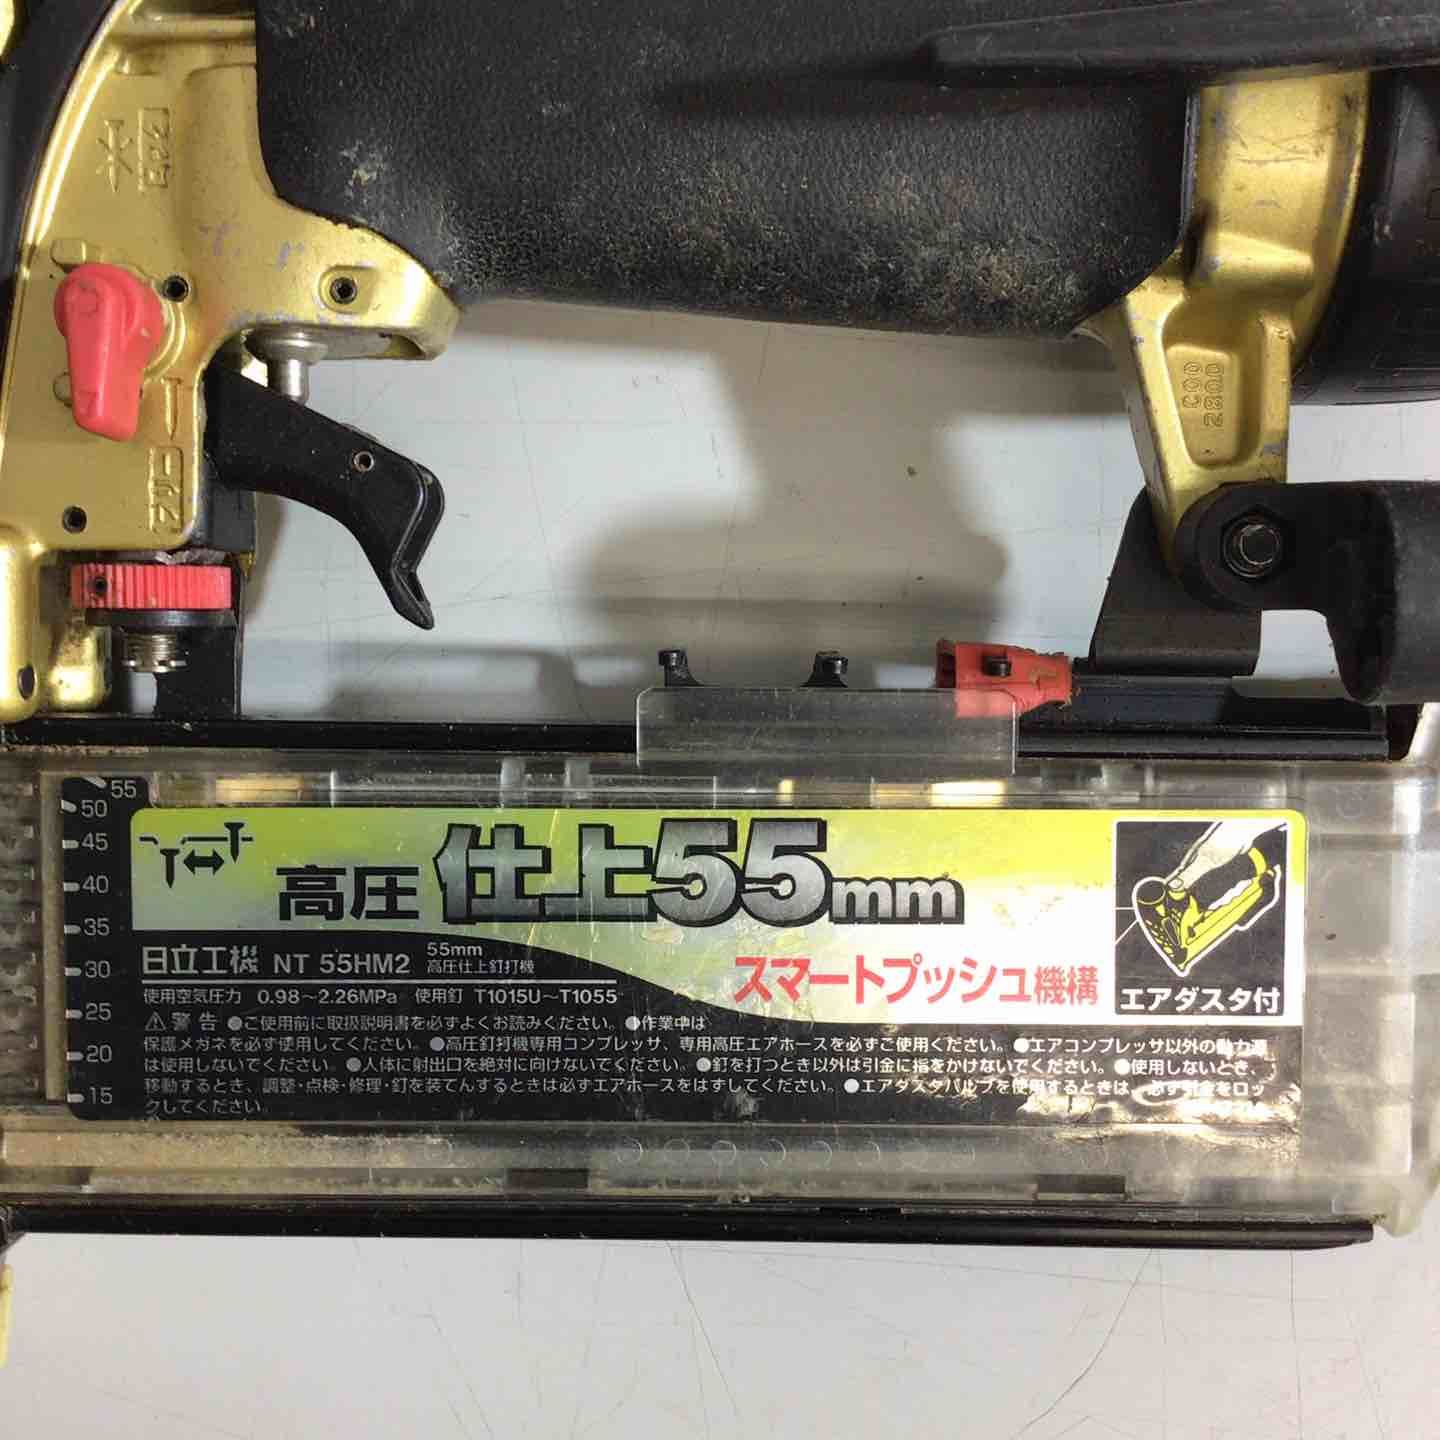 ロック
フリー
COO
2800
55
50
45
40
35
30
25
20
15
高圧 仕上55mm
日立工機 NT 55HM2 55mm
高圧仕上釘打機
スマートプッシュ機構
エアダスタ付
使用空気圧力 0.98～2.26MPa 使用釘 T1015U～T1055
警告 ●ご使用前に取扱説明書を必ずよくお読みください。●作業中は
保護メガネを必ず使用してください。●高圧釘打機専用コンプレッサ、専用高圧エアホースを必ずご使用ください。●エアコンプレッサ以外の動力源
は使用しないでください。●人体に射出口を絶対に向けないでください。●釘を打つとき以外は引金に指をかけないでください。●使用しないとき、
移動するとき、調整・点検・修理・釘を装てんするときは必ずエアホースをはずしてください。●エアダスタバルブを使用するときは、必ず引金をロッ
クしてください。